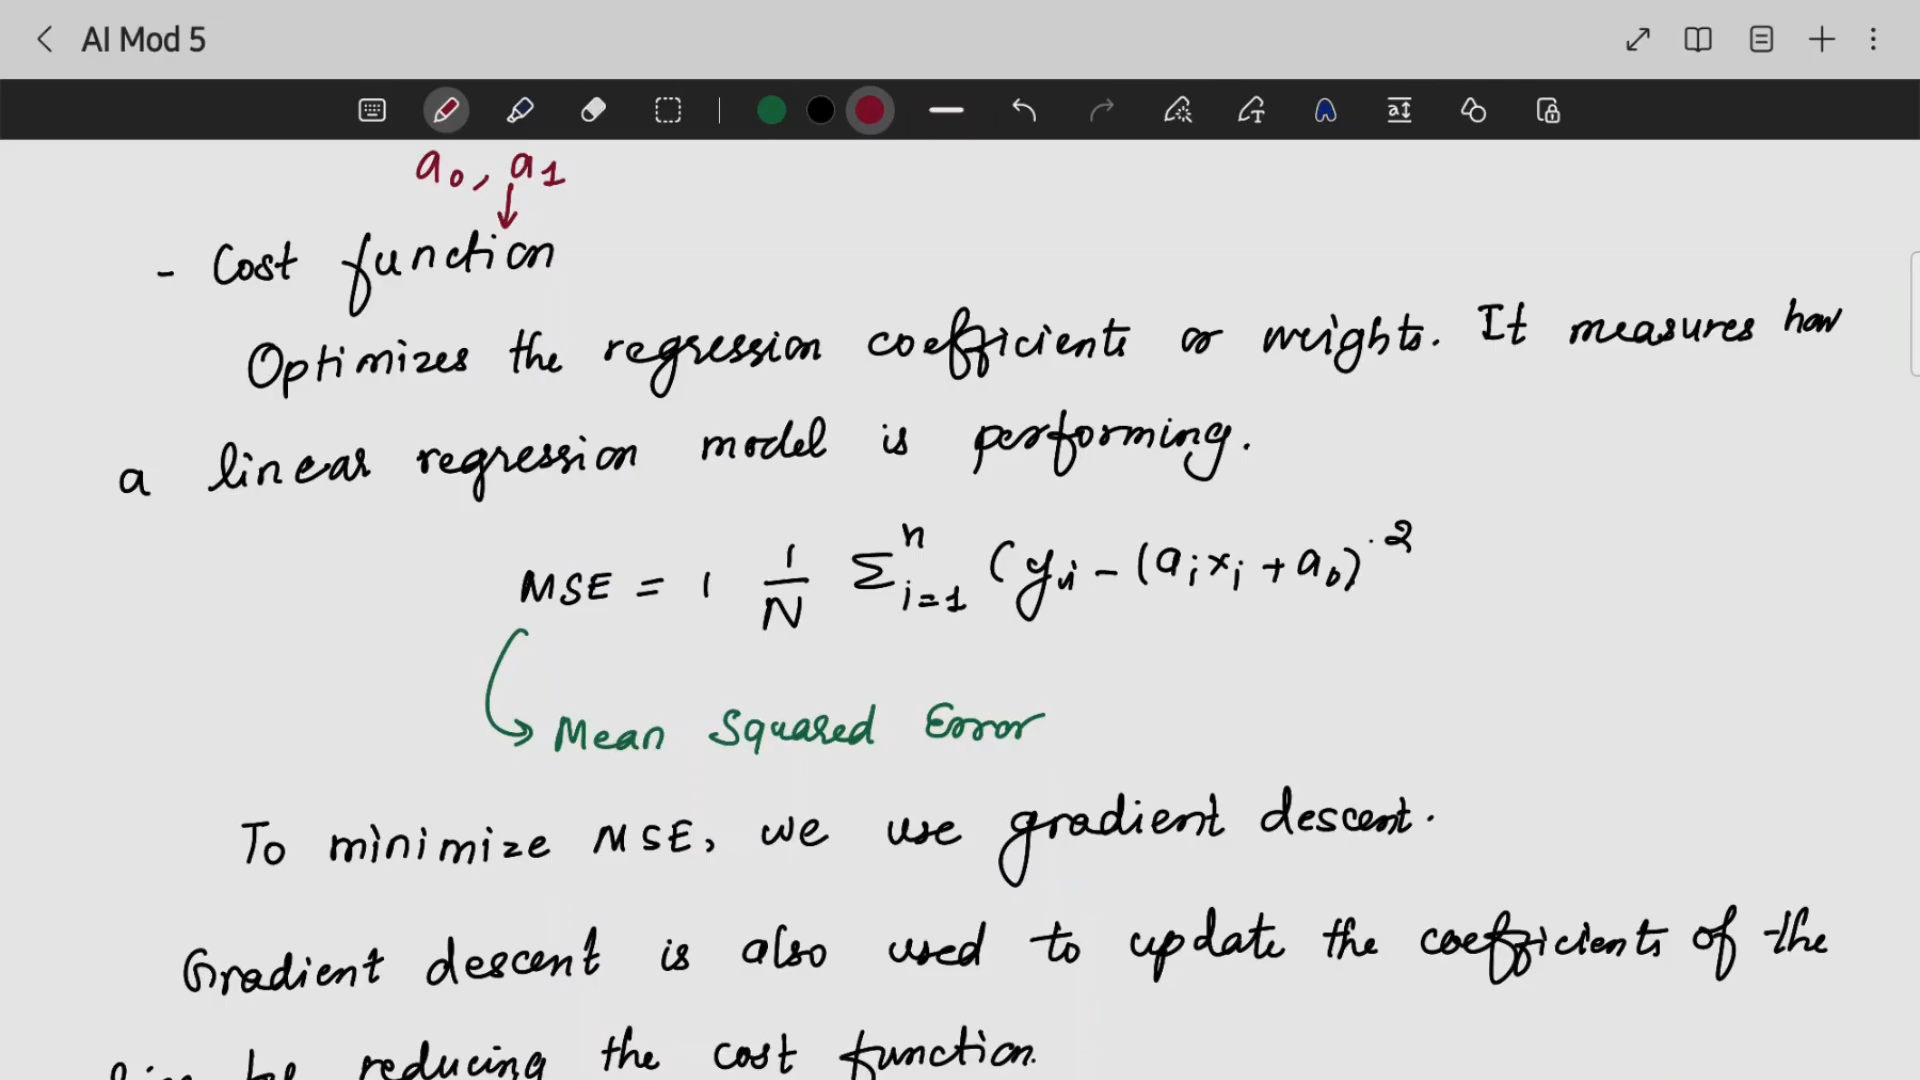 AI Mod 5
a₀, a₁
- Cost function
Optimizes the regression coefficients or weights. It measures how
a linear regression model is performing.
MSE = 1 1/N Σⁿᵢ₌₁ (yᵢ - (aᵢxᵢ + a₀)²
Mean Squared Error
To minimize MSE, we use gradient descent.
Gradient descent is also used to update the coefficients of the
reducing the cost function.